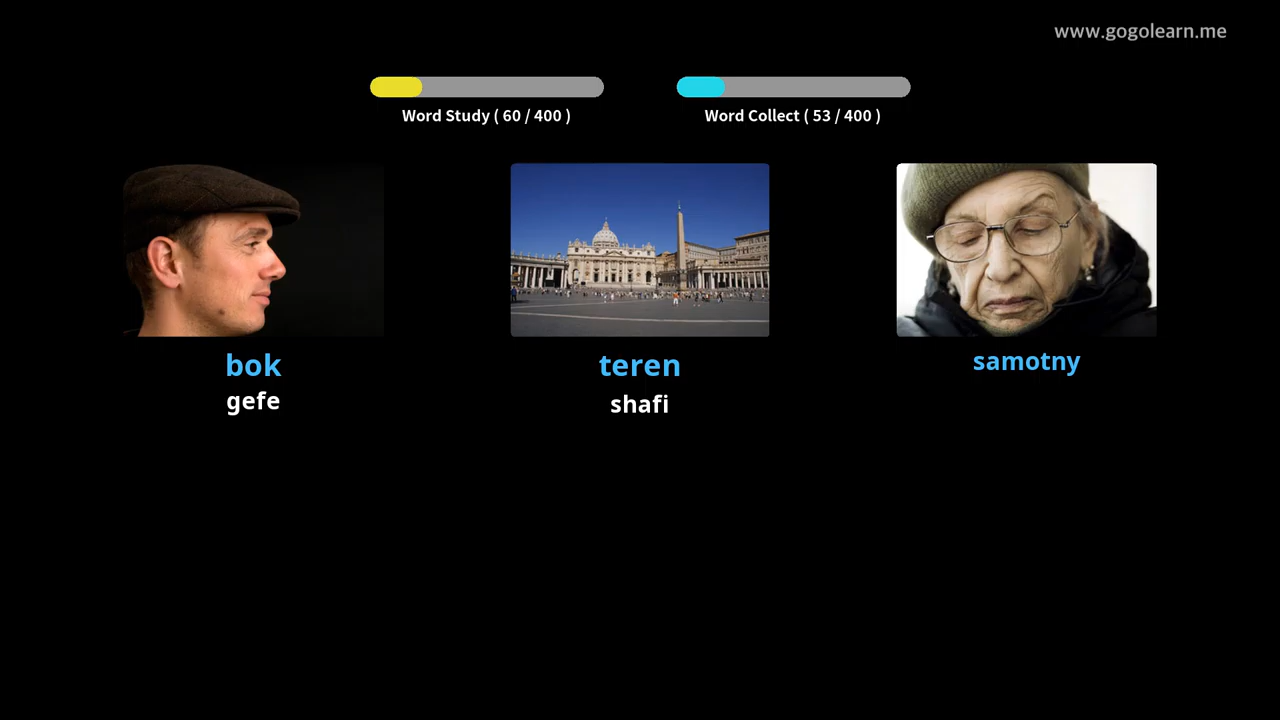 www.gogolearn.me
Word Study ( 60 / 400 )
Word Collect ( 53 / 400 )
bok
gefe
teren
shafi
samotny